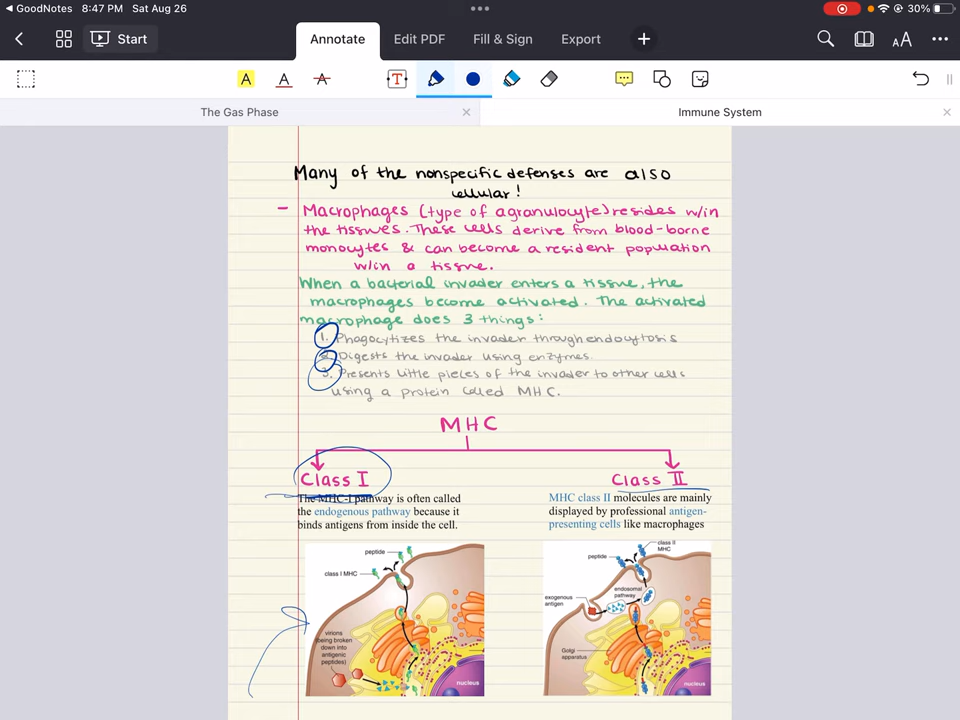 GoodNotes 8:47 PM Sat Aug 26 30%
Start Annotate Edit PDF Fill & Sign Export
The Gas Phase Immune System
Many of the nonspecific defenses are also
cellular!
- Macrophages (type of agranulocyte) resides w/in
the tissues. These cells derive from blood-borne
monocytes & can become a resident population
w/in a tissue.
When a bacterial invader enters a tissue, the
macrophages become activated. The activated
macrophage does 3 things:
1. Phagocytizes the invader through endocytosis
2. Digests the invader using enzymes.
3. Presents little pieces of the invader to other cells
using a protein called MHC.
MHC
Class I
The MHC-I pathway is often called
the endogenous pathway because it
binds antigens from inside the cell.
peptide
class I MHC
virions
(being broken
down into
antigenic
peptides)
nucleus
Class II
MHC class II molecules are mainly
displayed by professional antigen-
presenting cells like macrophages
class II
MHC
peptide
exogenous
antigen
endosomal
pathway
Golgi
apparatus
nucleus